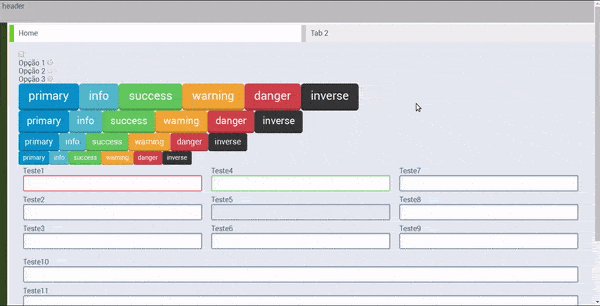 header
Home Tab 2
Opção 1
Opção 2
Opção 3
primary info success warning danger inverse
primary info success warning danger inverse
primary info success warning danger inverse
primary info success warning danger inverse
Teste1 Teste4 Teste7
Teste2 Teste5 Teste8
Teste3 Teste6 Teste9
Teste10
Teste11